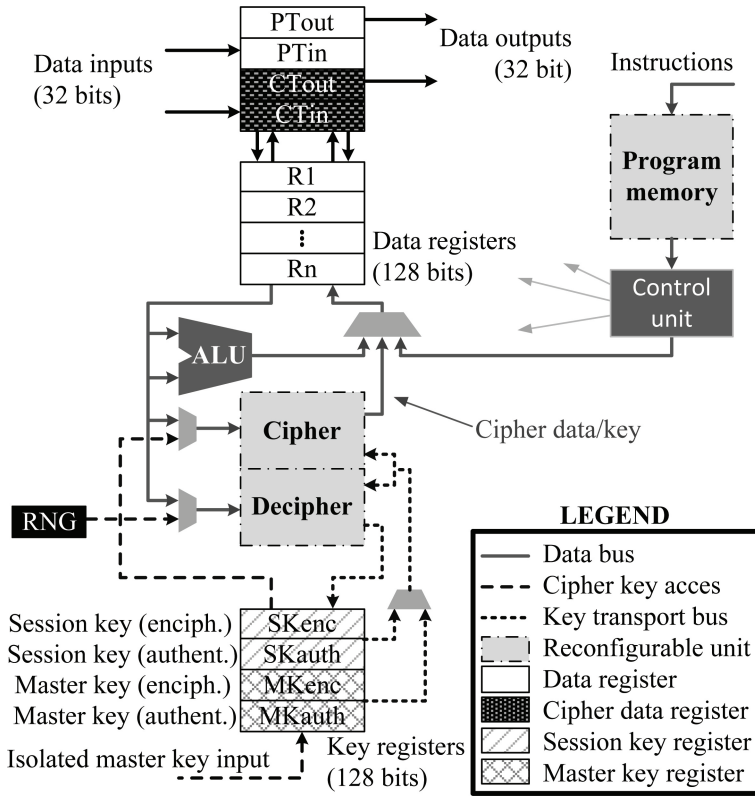 PTout
PTin
CTout
CTin
Data inputs
(32 bits)
Data outputs
(32 bit)
Instructions
Program
memory
R1
R2
Rn
Data registers
(128 bits)
Control
unit
ALU
Cipher
Decipher
Cipher data/key
RNG
Session key (enciph.)
SKenc
Session key (authent.)
SKauth
Master key (enciph.)
MKenc
Master key (authent.)
MKauth
Isolated master key input
Key registers
(128 bits)
LEGEND
Data bus
Cipher key acces
Key transport bus
Reconfigurable unit
Data register
Cipher data register
Session key register
Master key register